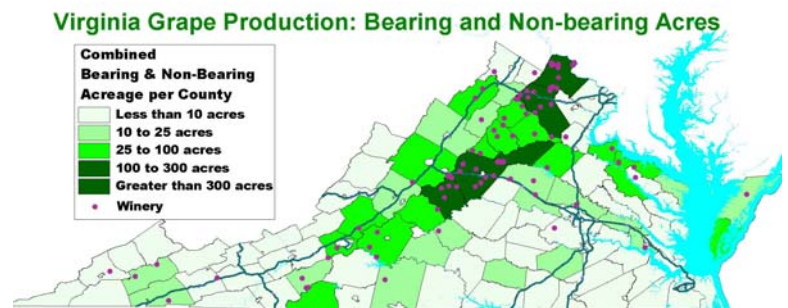 Virginia Grape Production: Bearing and Non-bearing Acres
Combined
Bearing & Non-Bearing
Acreage per County
Less than 10 acres
10 to 25 acres
25 to 100 acres
100 to 300 acres
Greater than 300 acres
Winery